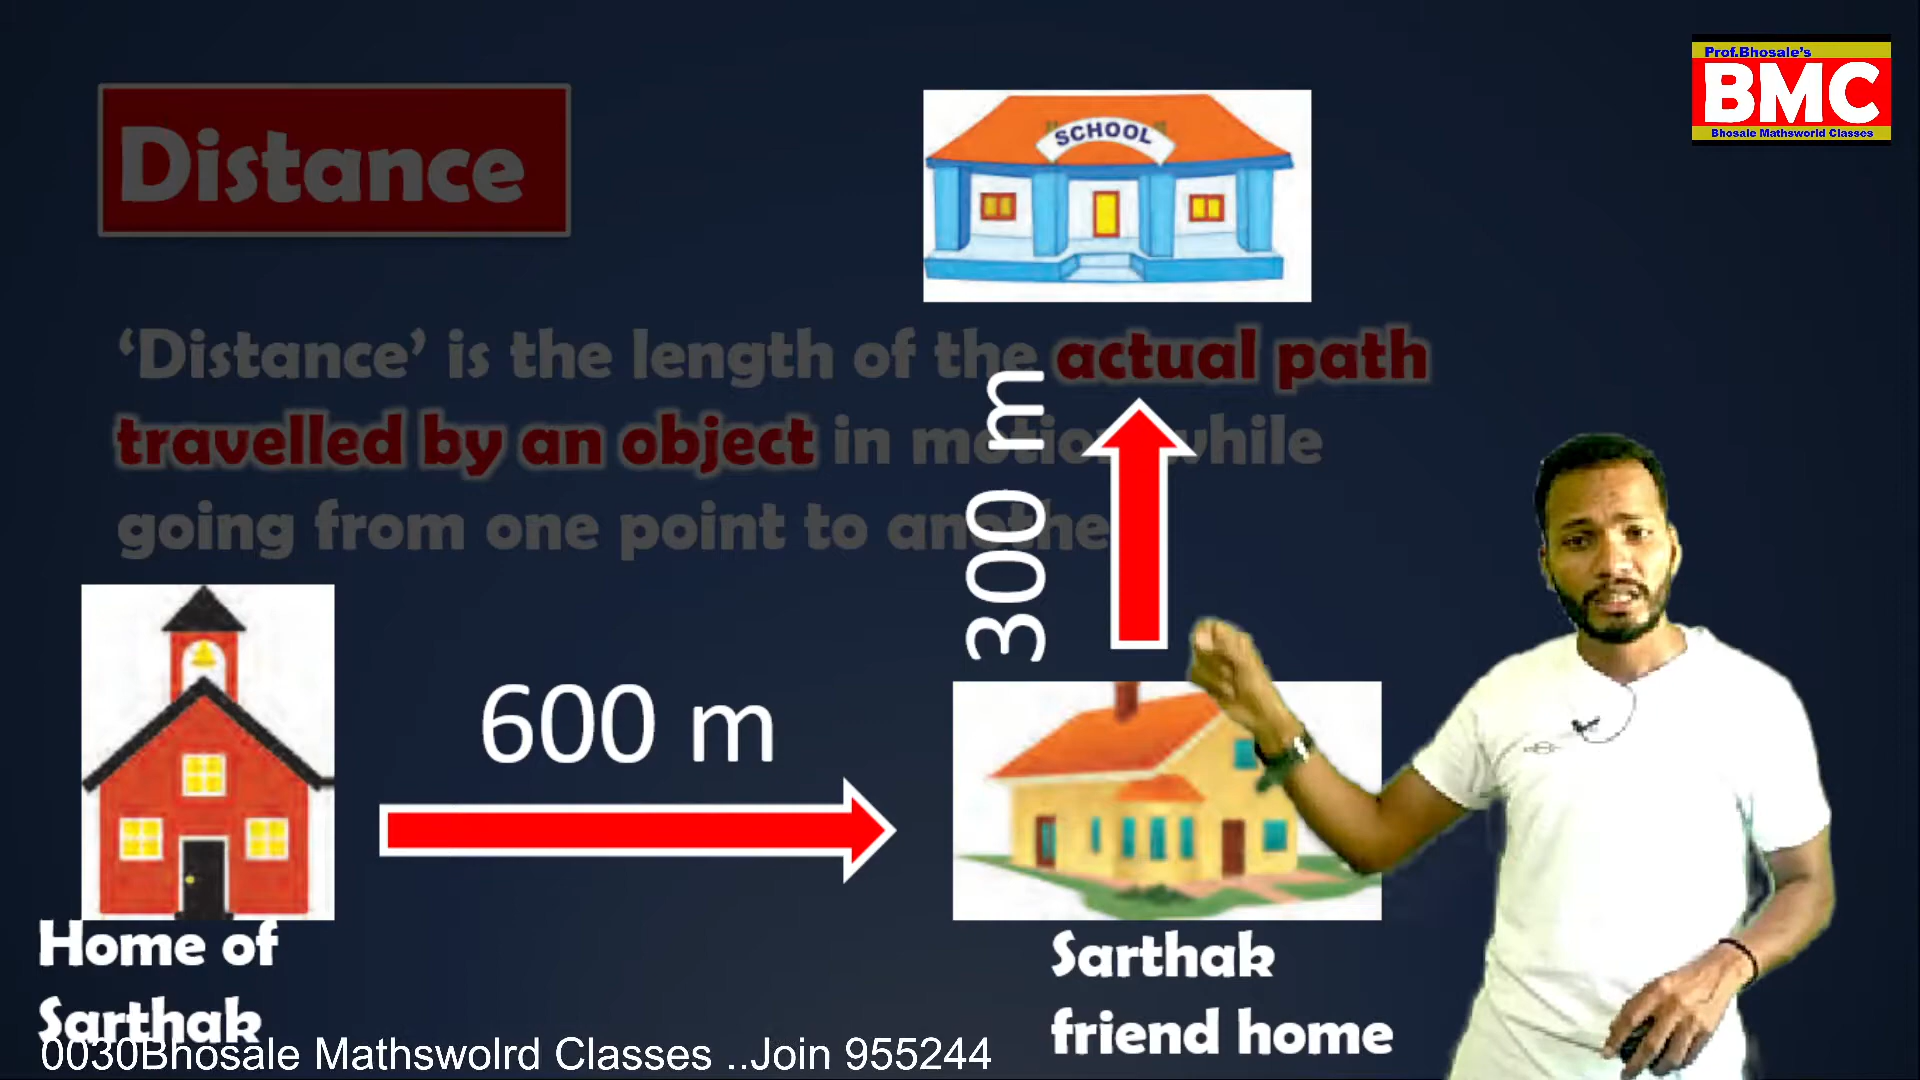 Prof.Bhosale's
BMC
Bhosale Mathsworld Classes
Distance
SCHOOL
‘Distance’ is the length of the actual path
travelled by an object in motion while
going from one point to anothe
300 m
600 m
Home of
Sarthak
Sarthak
friend home
0030Bhosale Mathswolrd Classes ..Join 955244